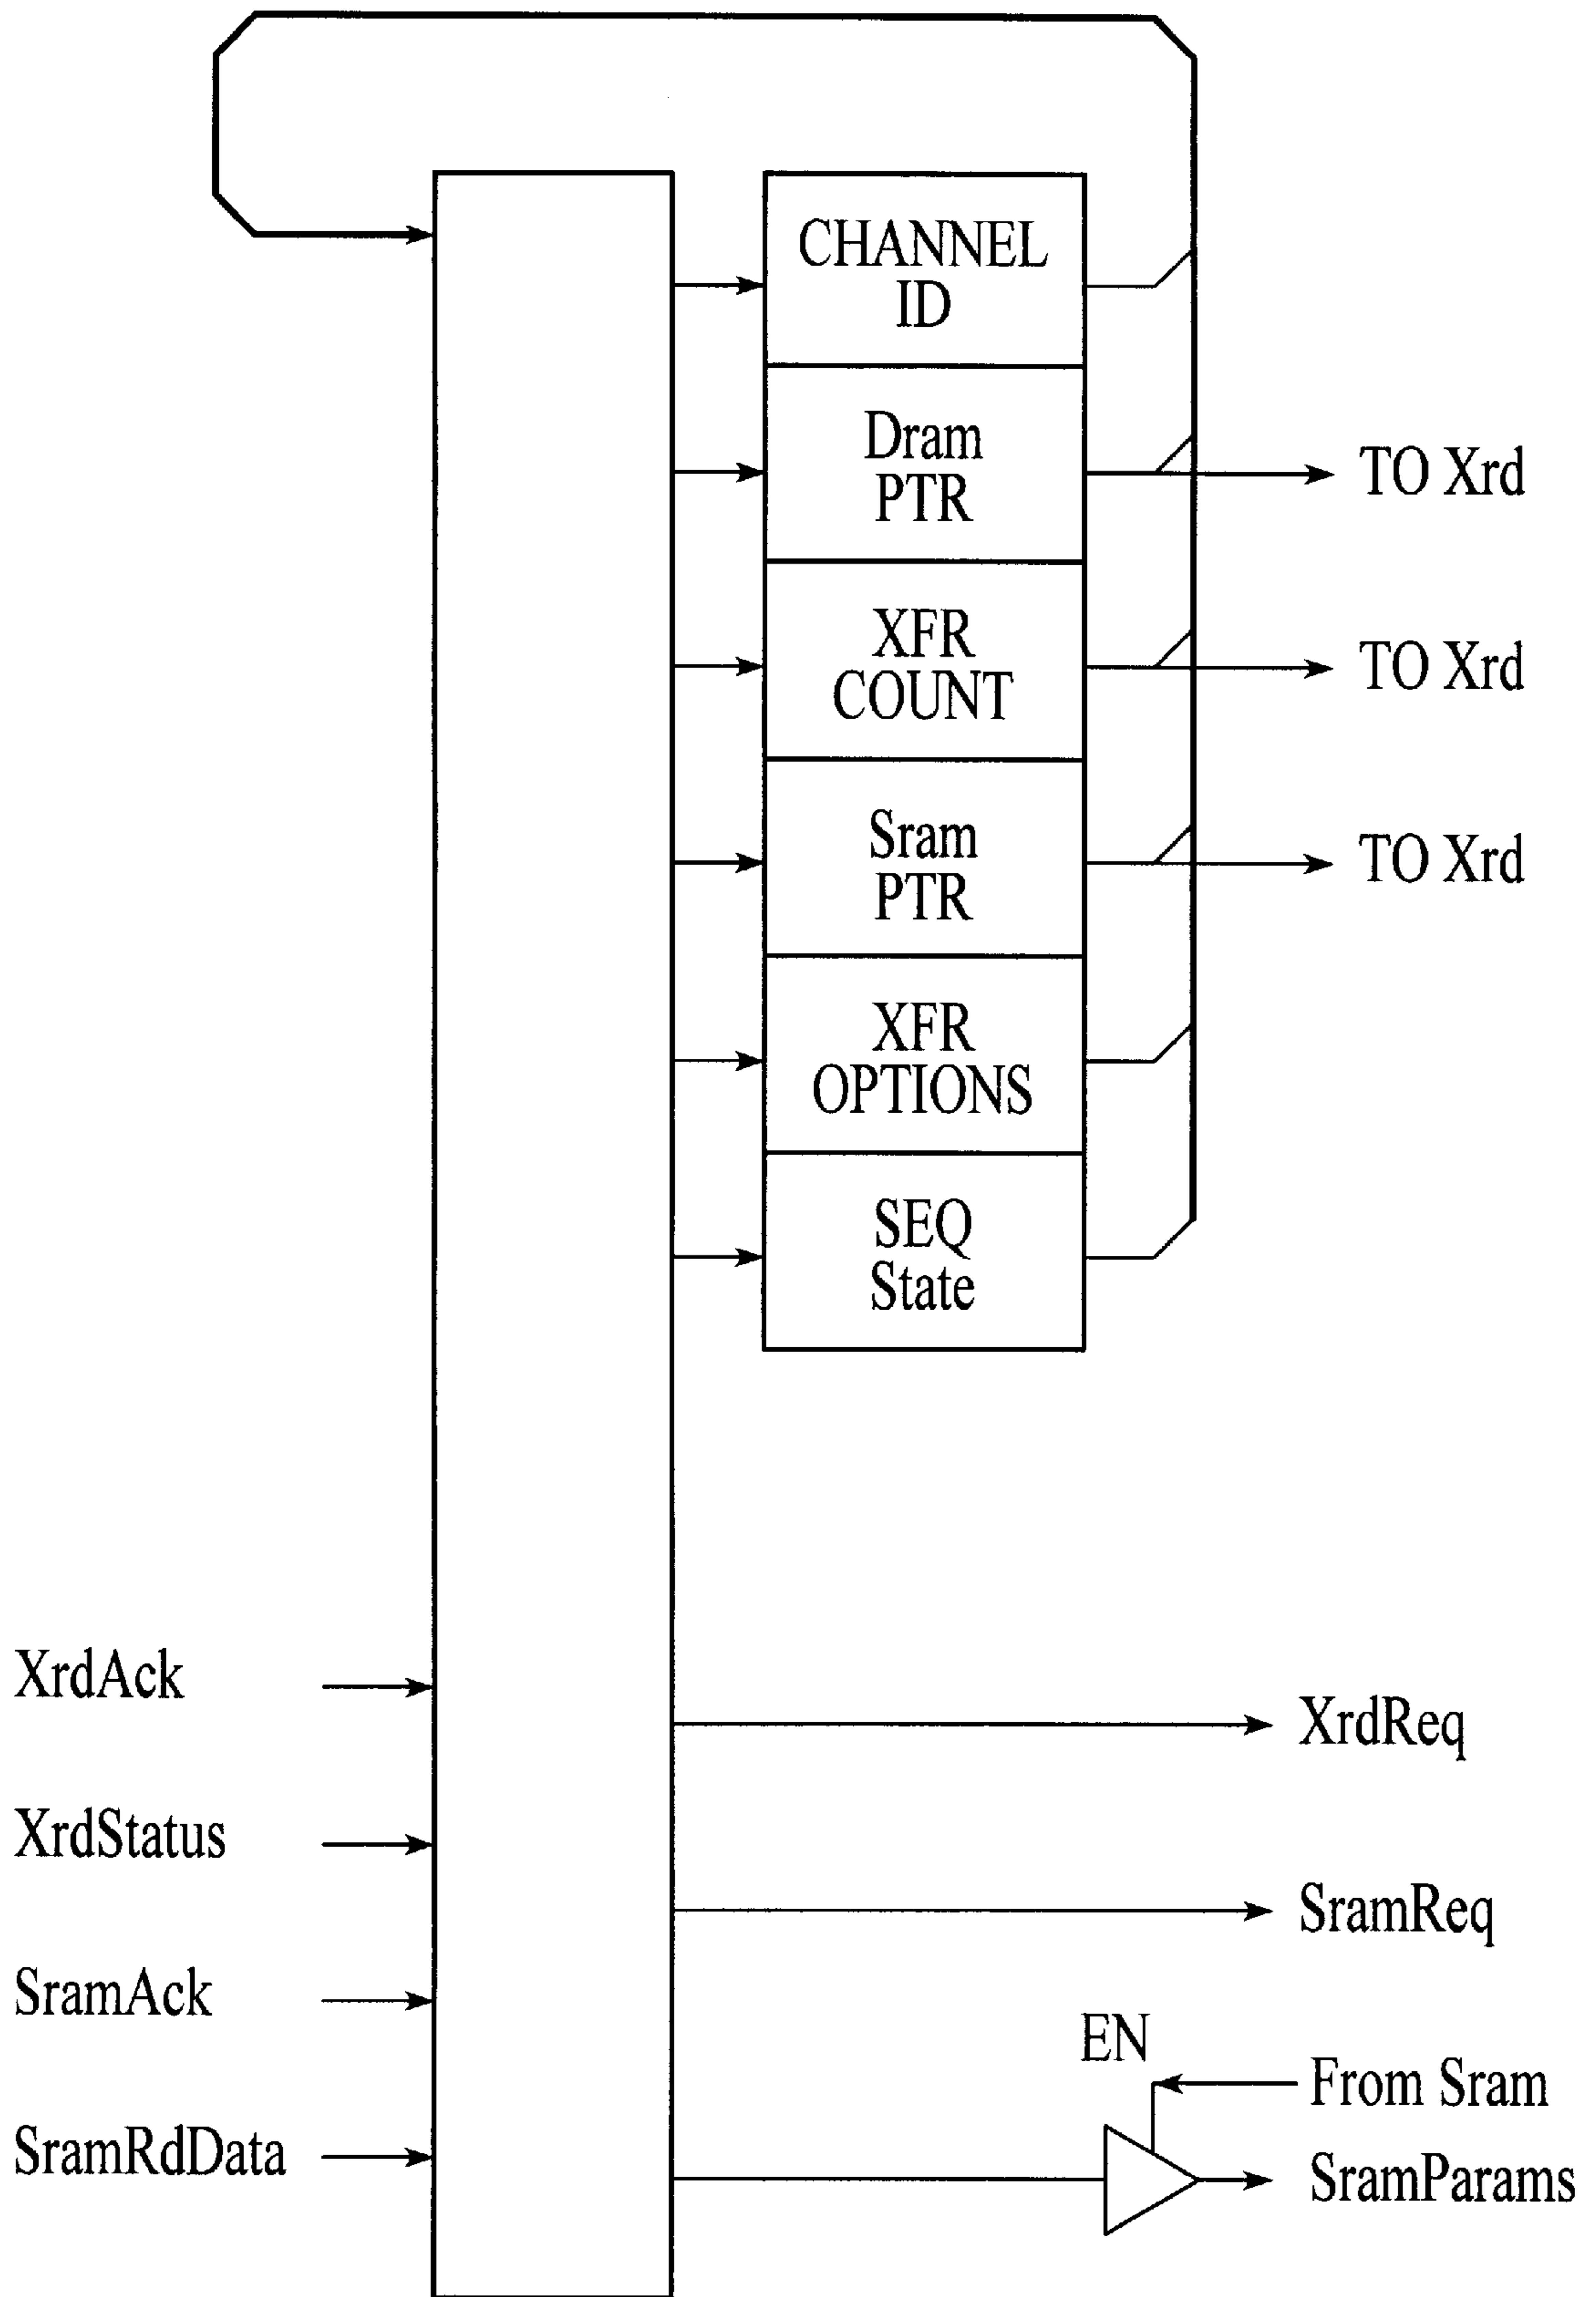 CHANNEL
ID
Dram
PTR
TO Xrd
XFR
COUNT
TO Xrd
Sram
PTR
TO Xrd
XFR
OPTIONS
SEQ
State
XrdAck
XrdReq
XrdStatus
SramReq
SramAck
EN
From Sram
SramRdData
SramParams